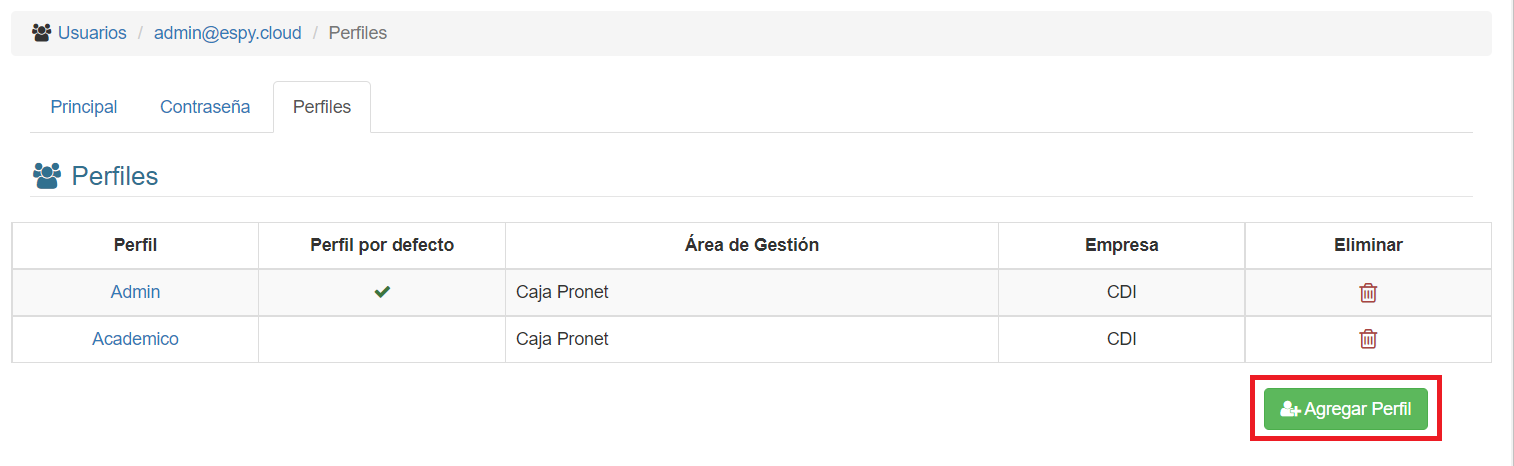 Usuarios / admin@espy.cloud / Perfiles
Principal Contraseña Perfiles
Perfiles
Perfil Perfil por defecto Área de Gestión Empresa Eliminar
Admin Caja Pronet CDI
Academico Caja Pronet CDI
Agregar Perfil